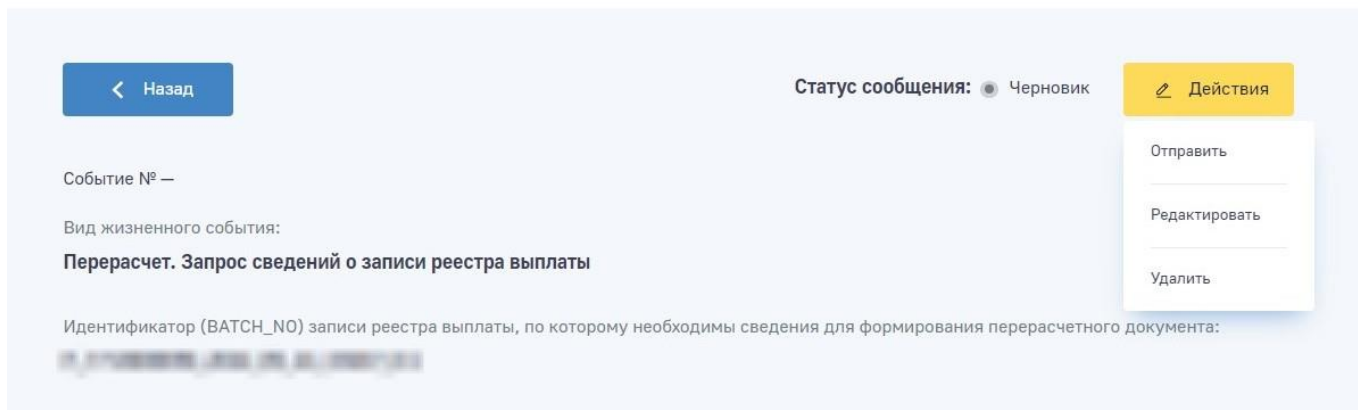 Назад
Статус сообщения: Черновик
Действия
Отправить
Событие № —
Редактировать
Вид жизненного события:
Перерасчет. Запрос сведений о записи реестра выплаты
Удалить
Идентификатор (BATCH_NO) записи реестра выплаты, по которому необходимы сведения для формирования перерасчетного документа: